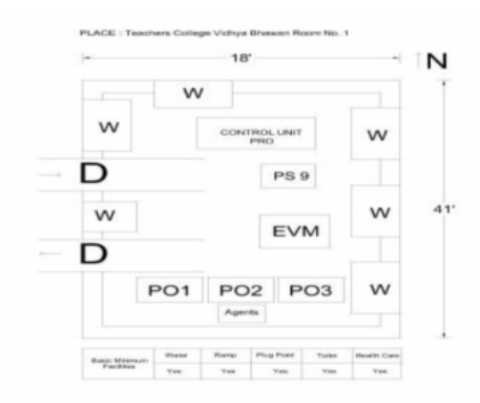 PLACE : Teachers College Vidhya Bhawan Room No. 1
18'
N
W
W
CONTROL UNIT
PRO
W
D
PS 9
W
W
41'
EVM
D
PO1
PO2
PO3
W
Agents
Basic Minimum
Facilities
Water
Ramp
Plug Point
Toilet
Health Care
Yes
Yes
Yes
Yes
Yes